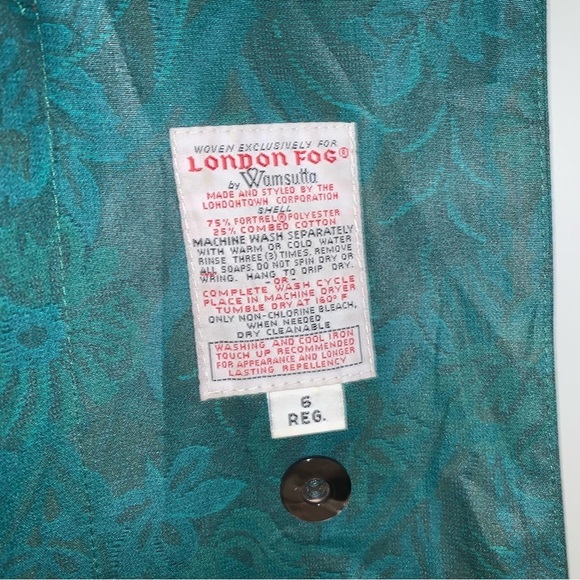 WOVEN EXCLUSIVELY FOR
LONDON FOG®
by Wamsutta
MADE AND STYLED BY THE
LONDONTOWN CORPORATION
SHELL
75% FORTREL® POLYESTER
25% COMBED COTTON
MACHINE WASH SEPARATELY
WITH WARM OR COLD WATER
RINSE THREE (3) TIMES, REMOVE
ALL SOAPS. DO NOT SPIN DRY OR
WRING. HANG TO DRIP DRY.
-OR-
COMPLETE WASH CYCLE
PLACE IN MACHINE DRYER
TUMBLE DRY AT 160° F
ONLY NON-CHLORINE BLEACH,
WHEN NEEDED
DRY CLEANABLE
WASHING AND COOL IRON
TOUCH UP RECOMMENDED
FOR APPEARANCE AND LONGER
LASTING REPELLENCY
6
REG.